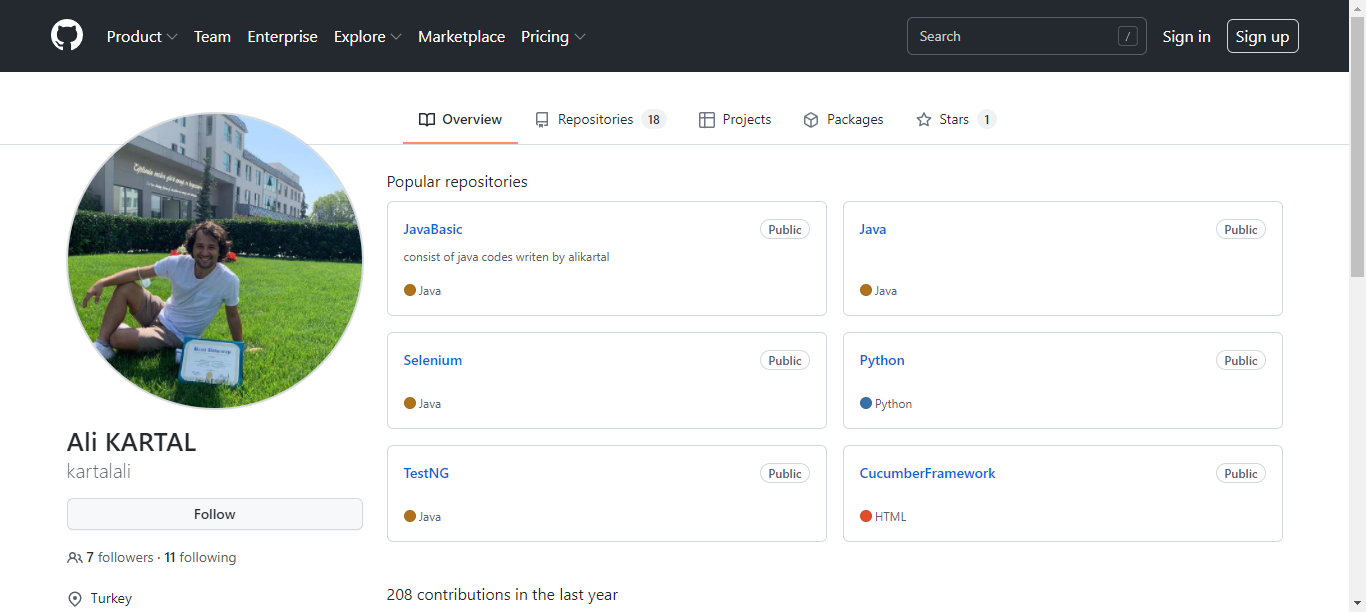 Product Team Enterprise Explore Marketplace Pricing Search / Sign in Sign up
Overview Repositories 18 Projects Packages Stars 1
Ali KARTAL
kartalali
Follow
7 followers · 11 following
Turkey
Popular repositories
JavaBasic Public
consist of java codes writen by alikartal
Java
Java Public
Java
Selenium Public
Java
Python Public
Python
TestNG Public
Java
CucumberFramework Public
HTML
208 contributions in the last year